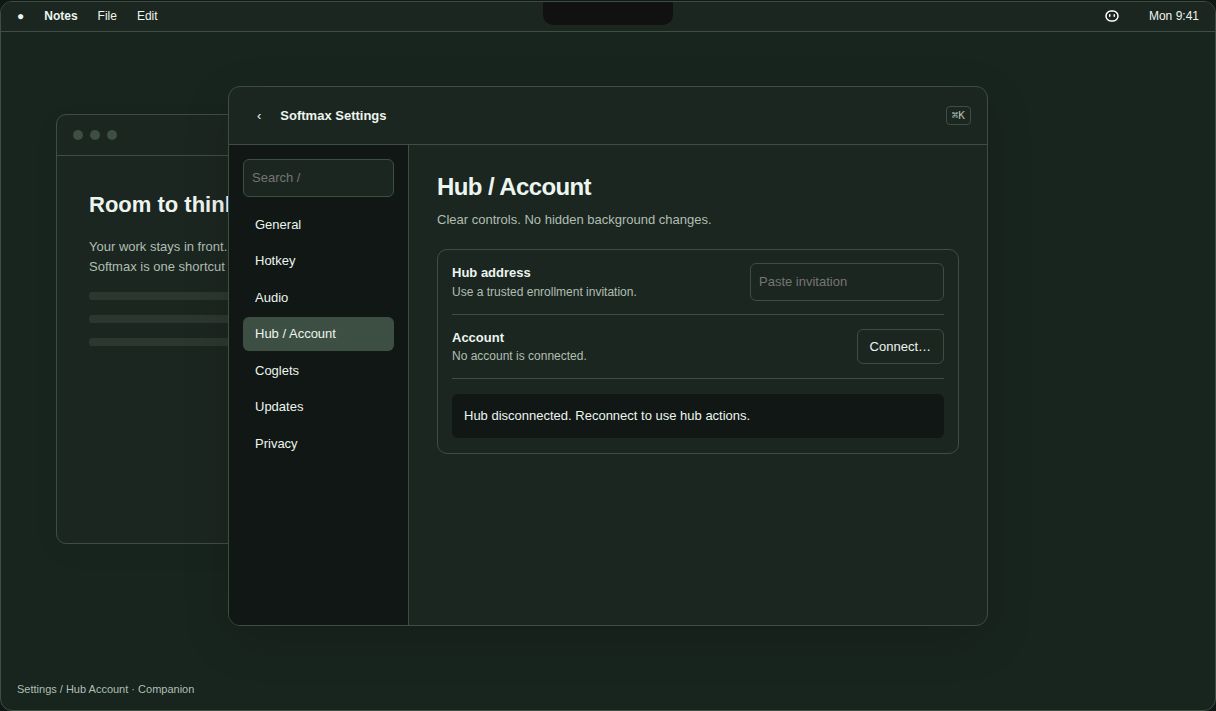 Notes File Edit
Mon 9:41
‹ Softmax Settings
⌘K
Room to think
Your work stays in front.
Softmax is one shortcut
Search /
General
Hotkey
Audio
Hub / Account
Coglets
Updates
Privacy
Hub / Account
Clear controls. No hidden background changes.
Hub address
Use a trusted enrollment invitation.
Paste invitation
Account
No account is connected.
Connect…
Hub disconnected. Reconnect to use hub actions.
Settings / Hub Account · Companion